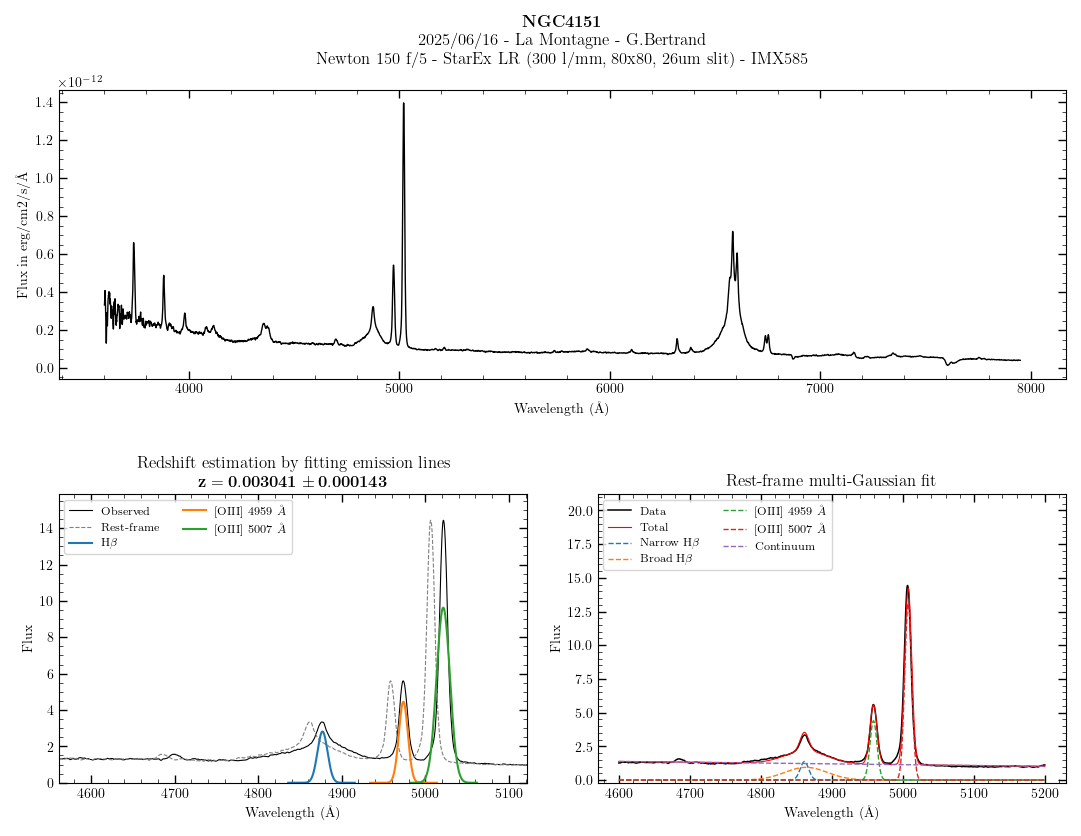 NGC4151
2025/06/16 - La Montagne - G.Bertrand
Newton 150 f/5 - StarEx LR (300 l/mm, 80x80, 26um slit) - IMX585
×10⁻¹²
Flux in erg/cm2/s/Å
1.4
1.2
1.0
0.8
0.6
0.4
0.2
0.0
4000 5000 6000 7000 8000
Wavelength (Å)
Redshift estimation by fitting emission lines
z = 0.003041 ± 0.000143
Observed
Rest-frame
Hβ
[OIII] 4959 Å
[OIII] 5007 Å
Flux
14
12
10
8
6
4
2
0
4600 4700 4800 4900 5000 5100
Wavelength (Å)
Rest-frame multi-Gaussian fit
Data
Total
Narrow Hβ
Broad Hβ
[OIII] 4959 Å
[OIII] 5007 Å
Continuum
Flux
20.0
17.5
15.0
12.5
10.0
7.5
5.0
2.5
0.0
4600 4700 4800 4900 5000 5100 5200
Wavelength (Å)